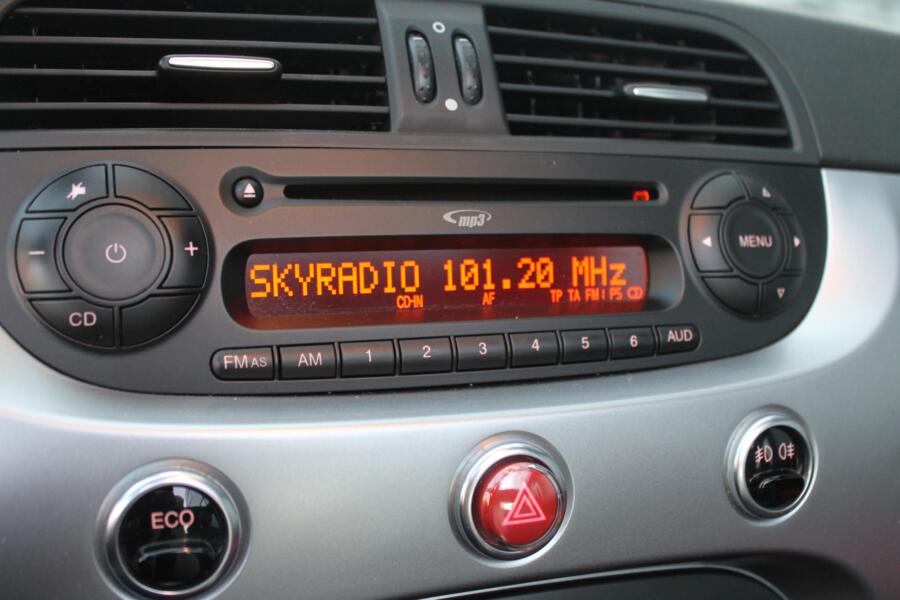 mp3
MENU
SKYRADIO 101.20 MHz
CD-IN AF TP TA FM I PS CD
CD
FM AS AM 1 2 3 4 5 6 AUD
ECO